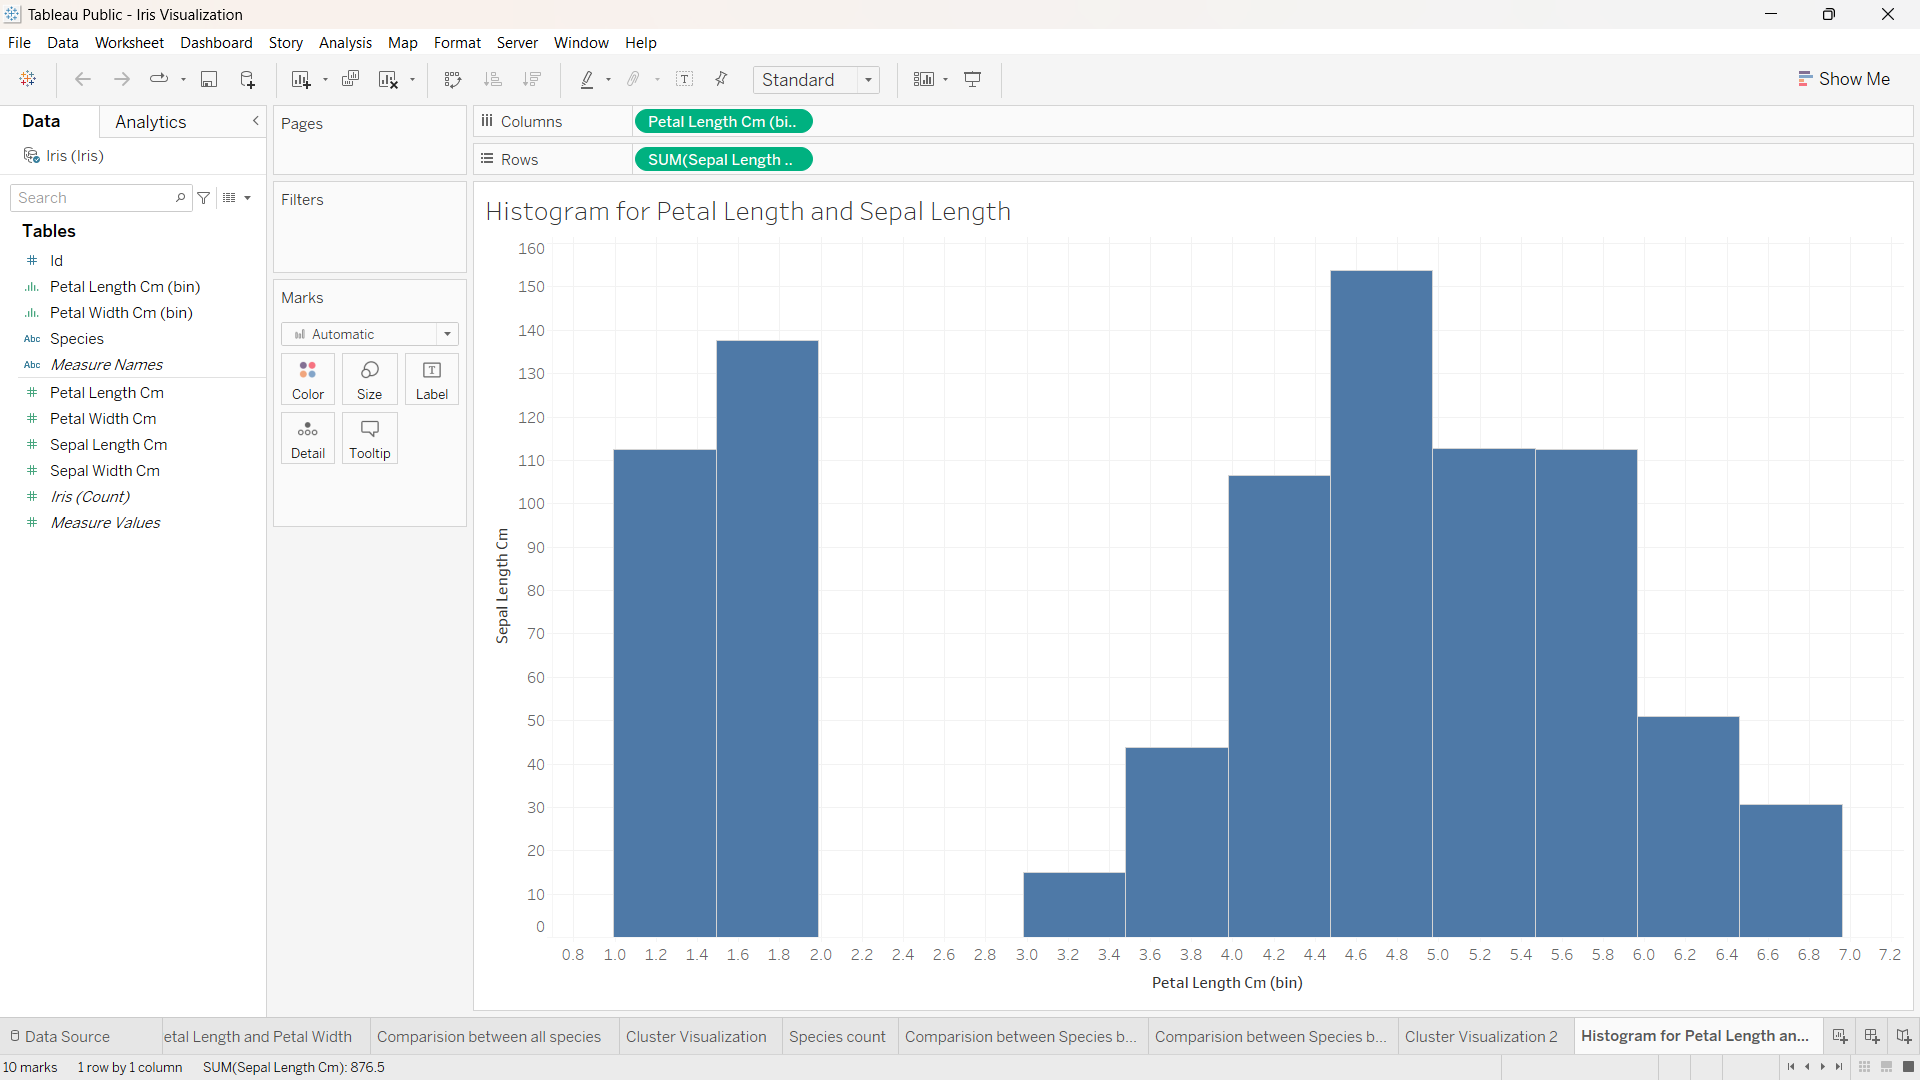 Tableau Public - Iris Visualization
File Data Worksheet Dashboard Story Analysis Map Format Server Window Help
Standard
Show Me
Data
Analytics
Iris (Iris)
Search
Tables
Id
Petal Length Cm (bin)
Petal Width Cm (bin)
Abc Species
Abc Measure Names
Petal Length Cm
Petal Width Cm
Sepal Length Cm
Sepal Width Cm
Iris (Count)
Measure Values
Pages
Filters
Marks
Automatic
Color Size Label
Detail Tooltip
Columns Petal Length Cm (bi..
Rows SUM(Sepal Length ..
Histogram for Petal Length and Sepal Length
160
150
140
130
120
110
100
90
80
70
60
50
40
30
20
10
0
Sepal Length Cm
0.8 1.0 1.2 1.4 1.6 1.8 2.0 2.2 2.4 2.6 2.8 3.0 3.2 3.4 3.6 3.8 4.0 4.2 4.4 4.6 4.8 5.0 5.2 5.4 5.6 5.8 6.0 6.2 6.4 6.6 6.8 7.0 7.2
Petal Length Cm (bin)
Data Source etal Length and Petal Width Comparision between all species Cluster Visualization Species count Comparision between Species b... Comparision between Species b... Cluster Visualization 2 Histogram for Petal Length an...
10 marks 1 row by 1 column SUM(Sepal Length Cm): 876.5